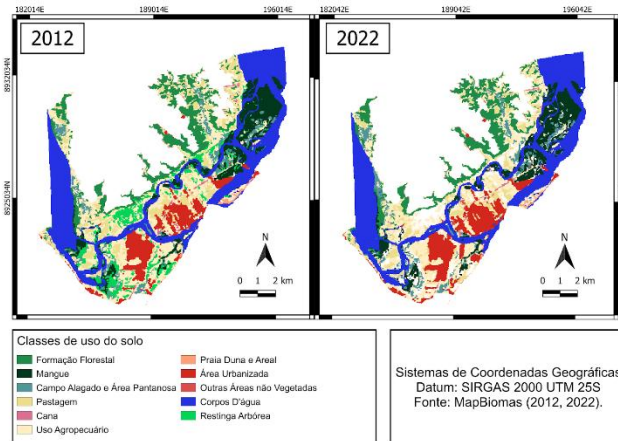 182014E 189014E 196014E
182042E 189042E 196042E
2012
2022
8932034N
8925034N
N
0 1 2 km
N
0 1 2 km
Classes de uso do solo
Formação Florestal
Mangue
Campo Alagado e Área Pantanosa
Pastagem
Cana
Uso Agropecuário
Praia Duna e Areal
Área Urbanizada
Outras Áreas não Vegetadas
Corpos D'água
Restinga Arbórea
Sistemas de Coordenadas Geográficas
Datum: SIRGAS 2000 UTM 25S
Fonte: MapBiomas (2012, 2022).